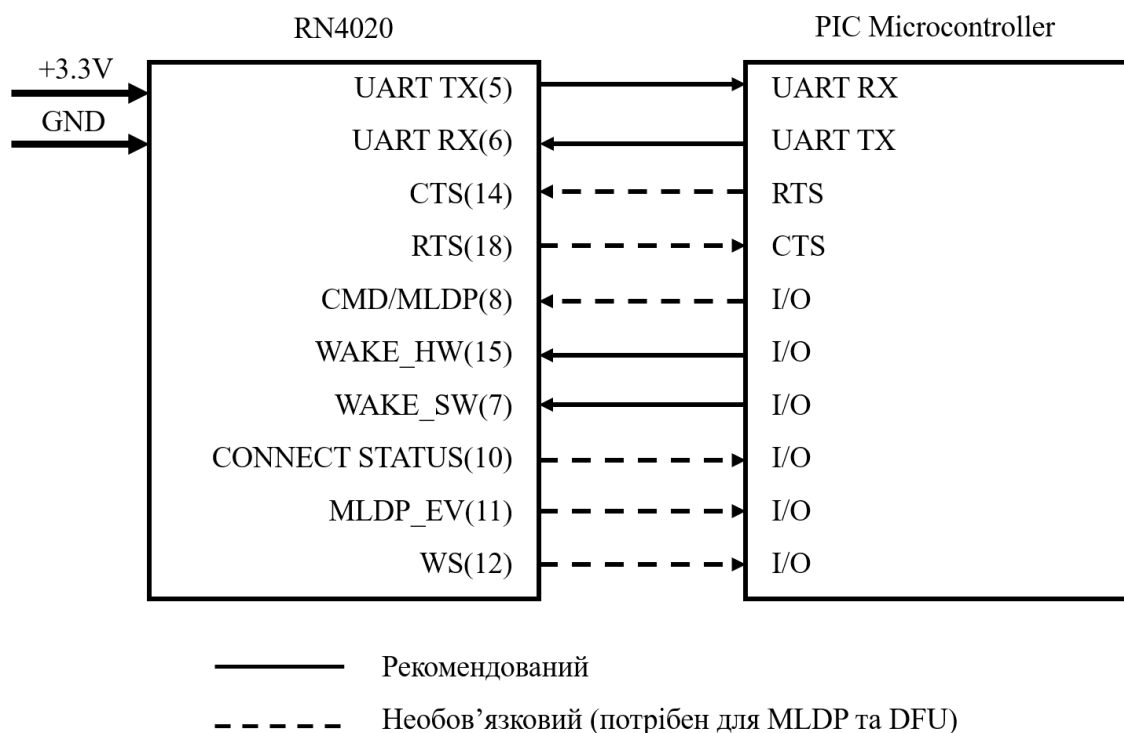 RN4020 PIC Microcontroller
+3.3V
GND
UART TX(5) UART RX
UART RX(6) UART TX
CTS(14) RTS
RTS(18) CTS
CMD/MLDP(8) I/O
WAKE_HW(15) I/O
WAKE_SW(7) I/O
CONNECT STATUS(10) I/O
MLDP_EV(11) I/O
WS(12) I/O
Рекомендований
Необов’язковий (потрібен для MLDP та DFU)